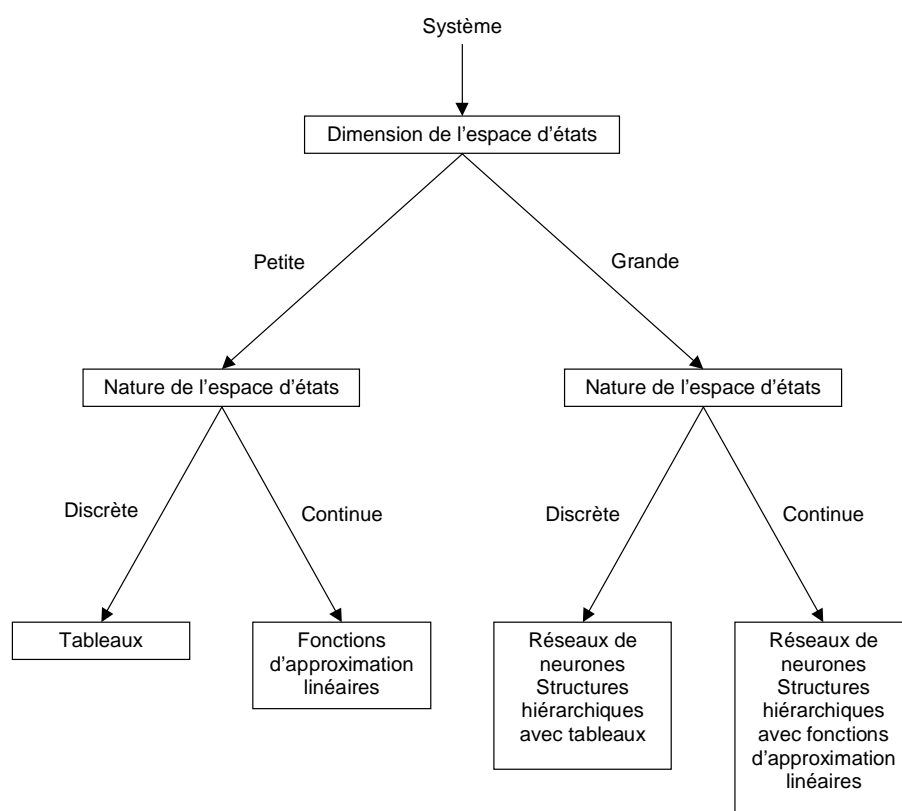 Système
Dimension de l'espace d'états
Petite
Grande
Nature de l'espace d'états
Nature de l'espace d'états
Discrète
Continue
Discrète
Continue
Tableaux
Fonctions
d'approximation
linéaires
Réseaux de
neurones
Structures
hiérarchiques
avec tableaux
Réseaux de
neurones
Structures
hiérarchiques
avec fonctions
d'approximation
linéaires